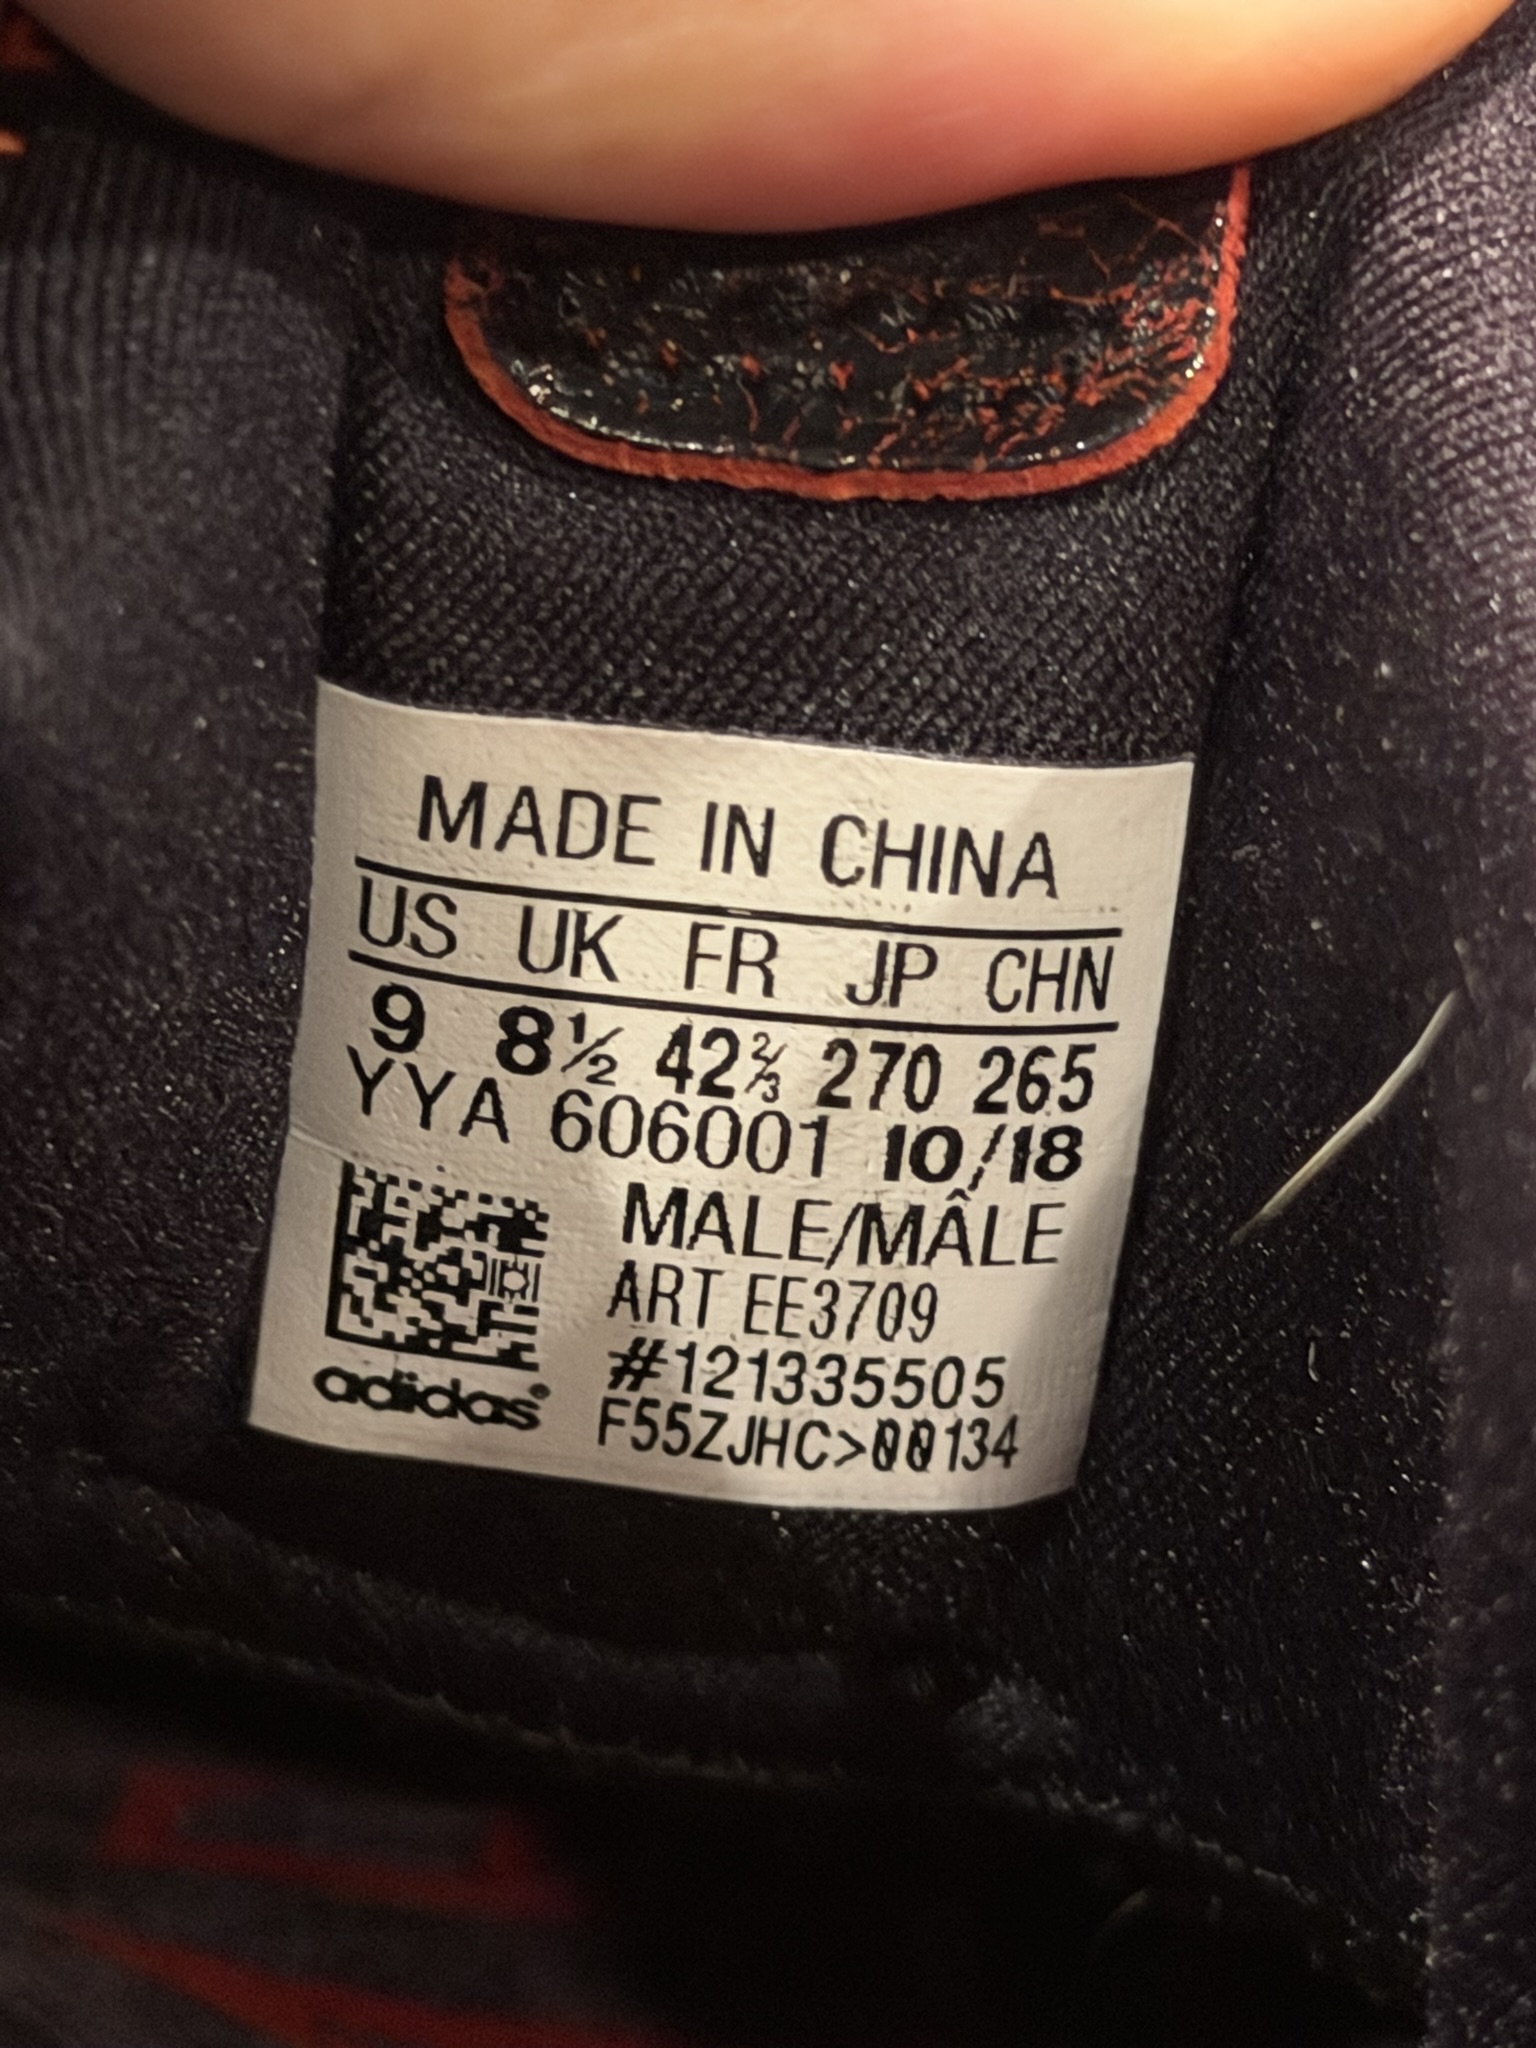 MADE IN CHINA
US UK FR JP CHN
9 8½ 42⅔ 270 265
YYA 606001 10/18
MALE/MÂLE
ART EE3709
#121335505
adidas®
F55ZJHC>00134